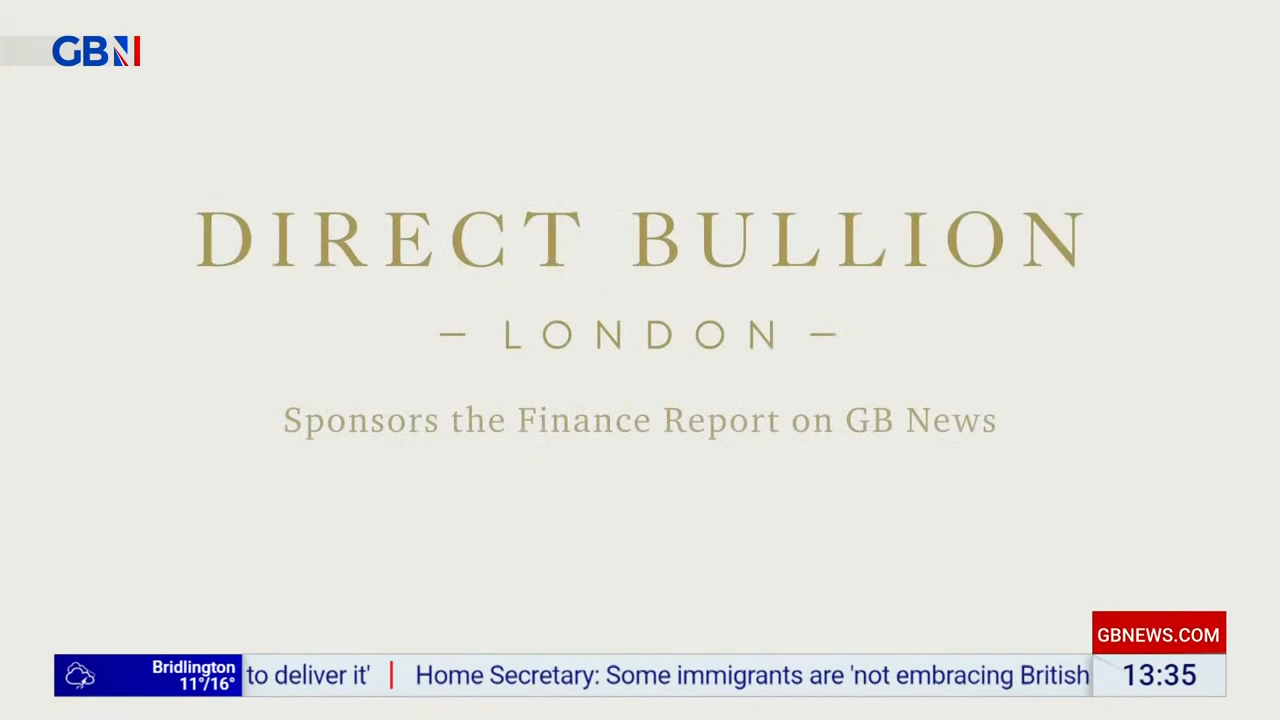 GBN
DIRECT BULLION
– LONDON –
Sponsors the Finance Report on GB News
GBNEWS.COM
Bridlington
11°/16°
to deliver it' | Home Secretary: Some immigrants are 'not embracing British
13:35